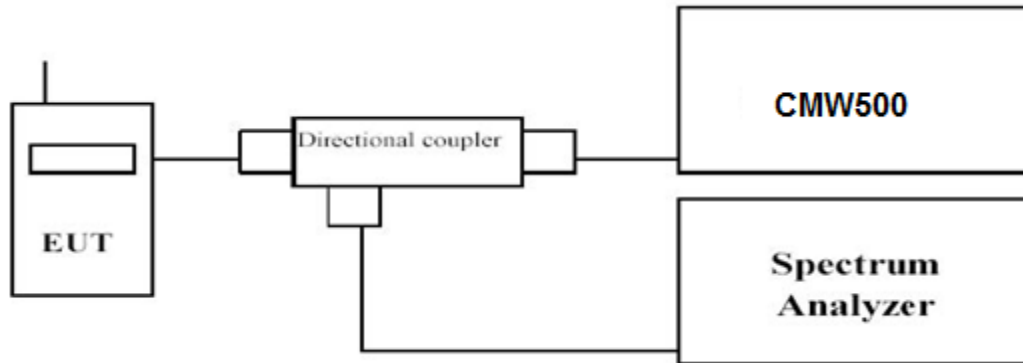 EUT
Directional coupler
CMW500
Spectrum
Analyzer